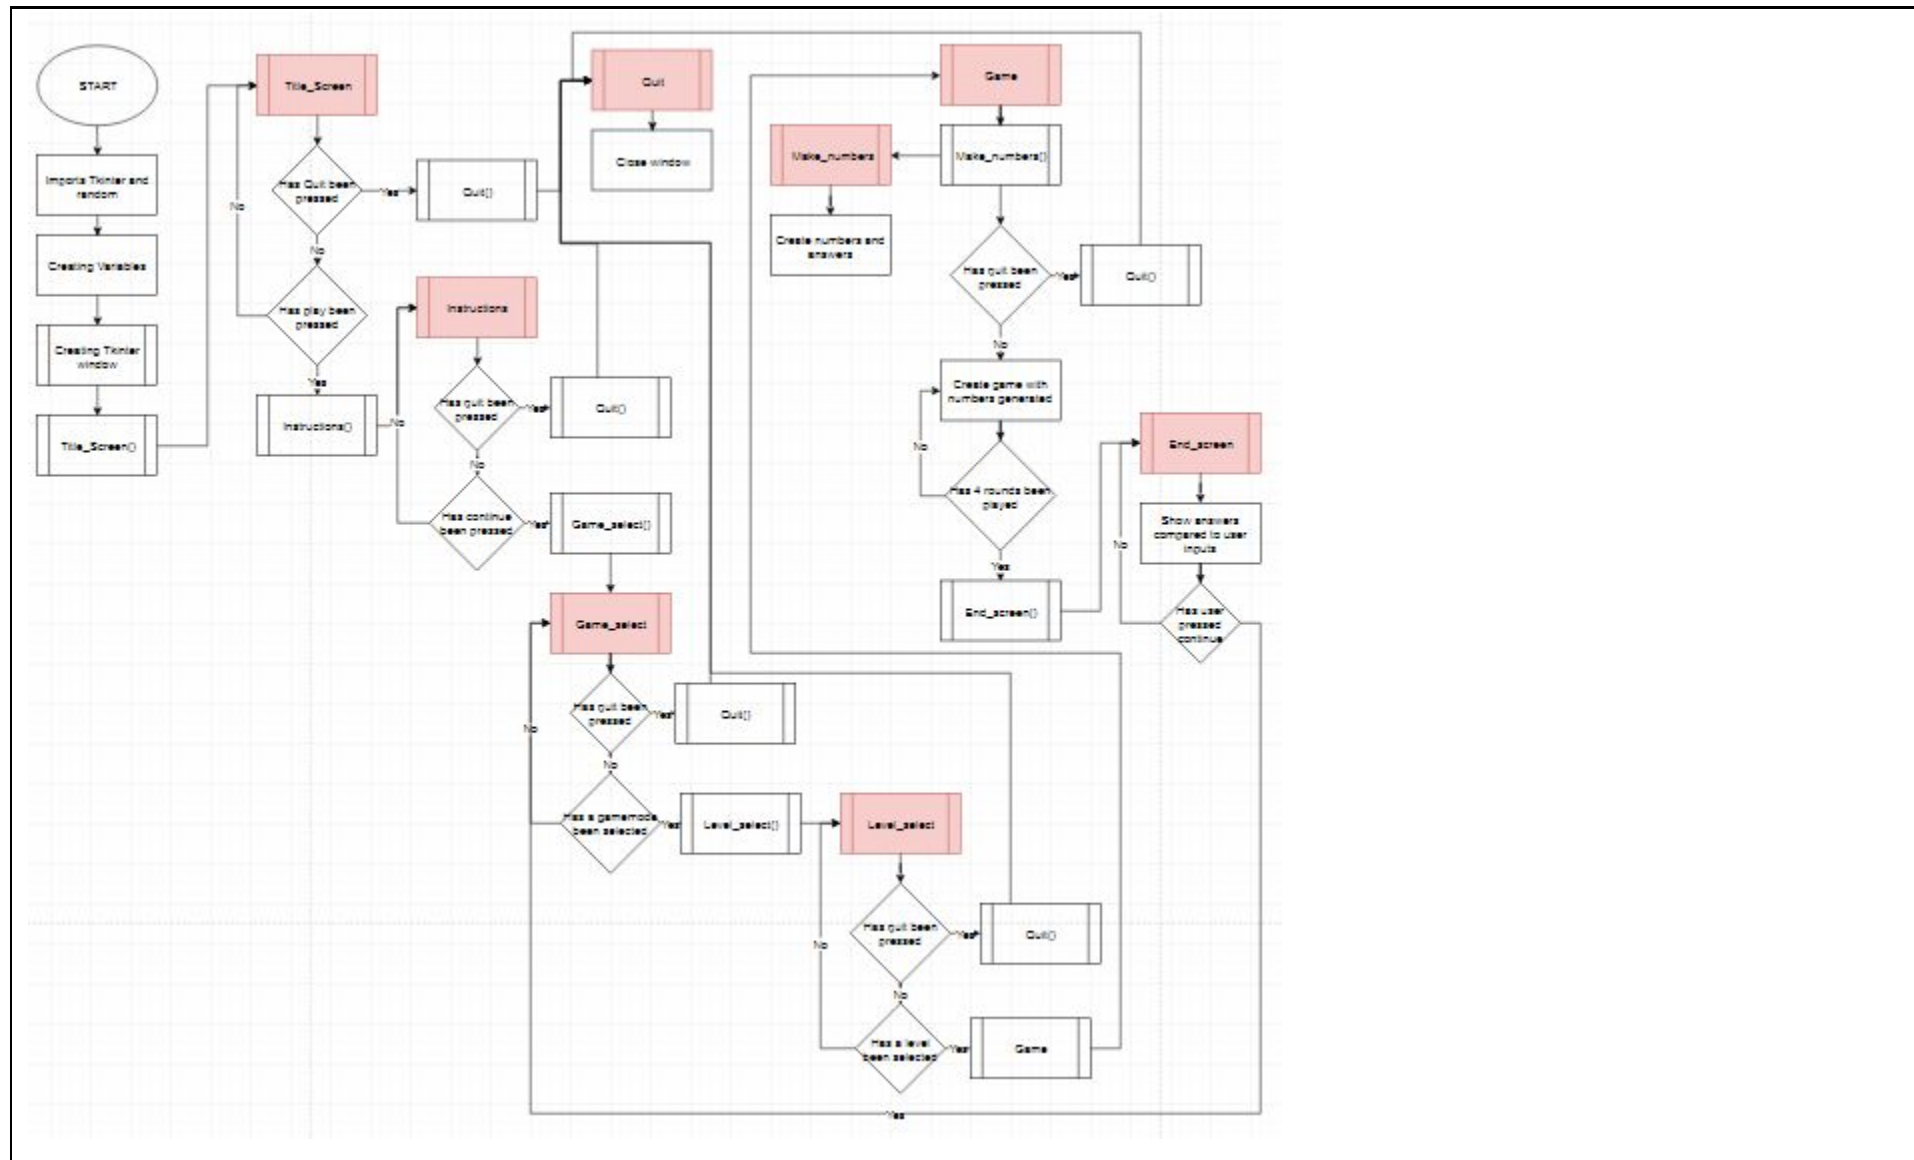 START
Imports Tkinter and
random
Creating Variables
Creating Tkinter
window
Title_Screen()
Title_Screen
Has Quit been
pressed
Yes
Quit()
No
No
Has play been
pressed
Yes
Instructions()
Quit
Close window
Instructions
No
Has quit been
pressed
Yes
Quit()
No
Has continue
been pressed
Yes
Game_select()
Game_select
No
Has quit been
pressed
Yes
Quit()
No
Has a gamemode
been selected
Yes
Level_select()
Level_select
Has quit been
pressed
Yes
Quit()
No
No
Has a level
been selected
Yes
Game
Game
Make_numbers()
Make_numbers
Create numbers and
answers
Has quit been
pressed
Yes
Quit()
No
Create game with
numbers generated
No
Has 4 rounds been
played
Yes
End_screen()
End_screen
Show answers
compared to user
inputs
No
Has user
pressed
continue
Yes